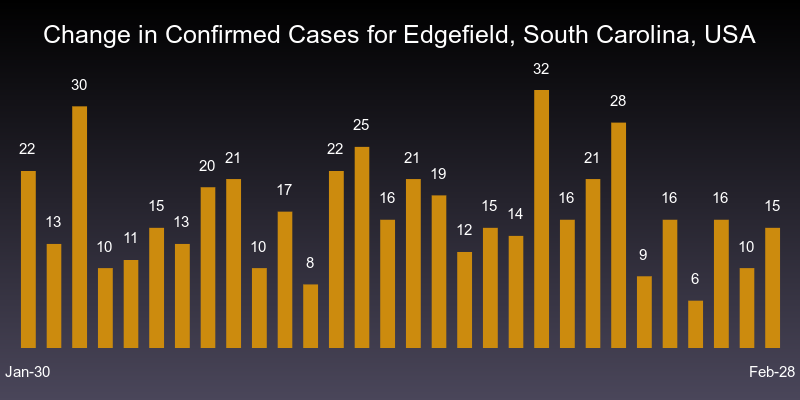 Change in Confirmed Cases for Edgefield, South Carolina, USA
22 13 30 10 11 15 13 20 21 10 17 8 22 25 16 21 19 12 15 14 32 16 21 28 9 16 6 16 10 15
Jan-30 Feb-28